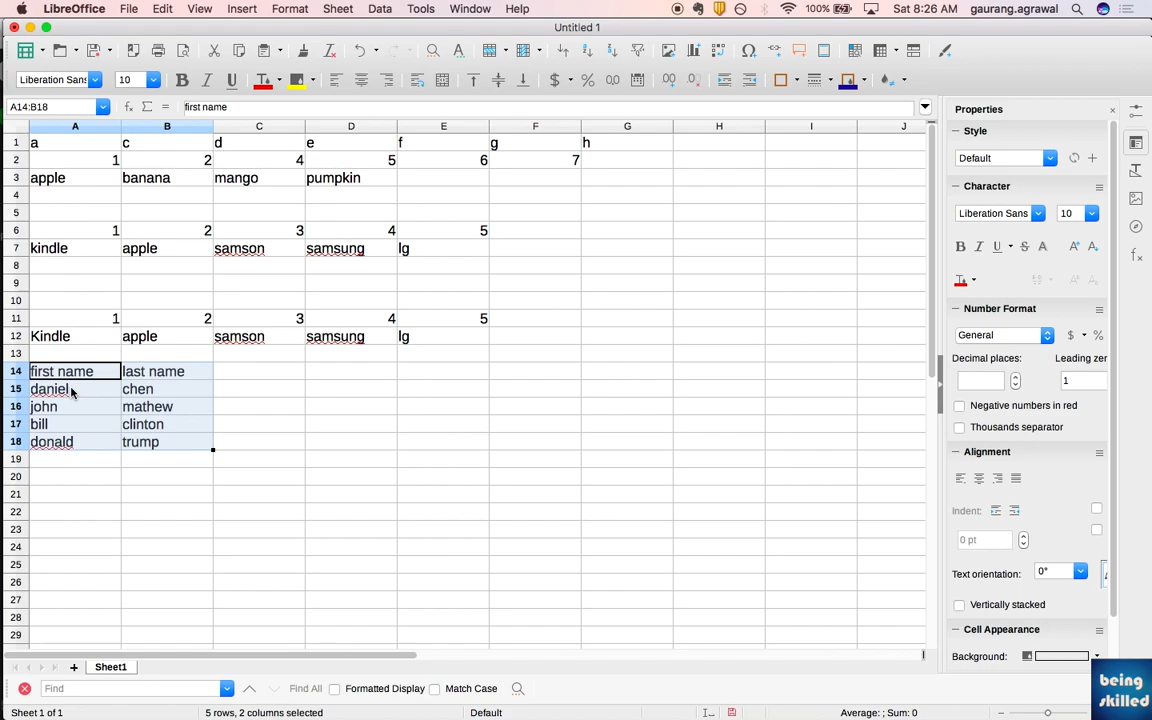 LibreOffice File Edit View Insert Format Sheet Data Tools Window Help 100% Sat 8:26 AM gaurang.agrawal
Untitled 1
Liberation Sans 10
A14:B18 first name
A B C D E F G H I J
1 a c d e f g h
2 1 2 4 5 6 7
3 apple banana mango pumpkin
4
5
6 1 2 3 4 5
7 kindle apple samson samsung lg
8
9
10
11 1 2 3 4 5
12 Kindle apple samson samsung lg
13
14 first name last name
15 daniel chen
16 john mathew
17 bill clinton
18 donald trump
19
20
21
22
23
24
25
26
27
28
29
Properties
Style
Default
Character
Liberation Sans 10
Number Format
General
Decimal places: Leading zer
1
Negative numbers in red
Thousands separator
Alignment
Indent:
0 pt
Text orientation: 0°
Vertically stacked
Cell Appearance
Background:
Sheet1
Find Find All Formatted Display Match Case
Sheet 1 of 1 5 rows, 2 columns selected Default Average: ; Sum: 0
being
skilled